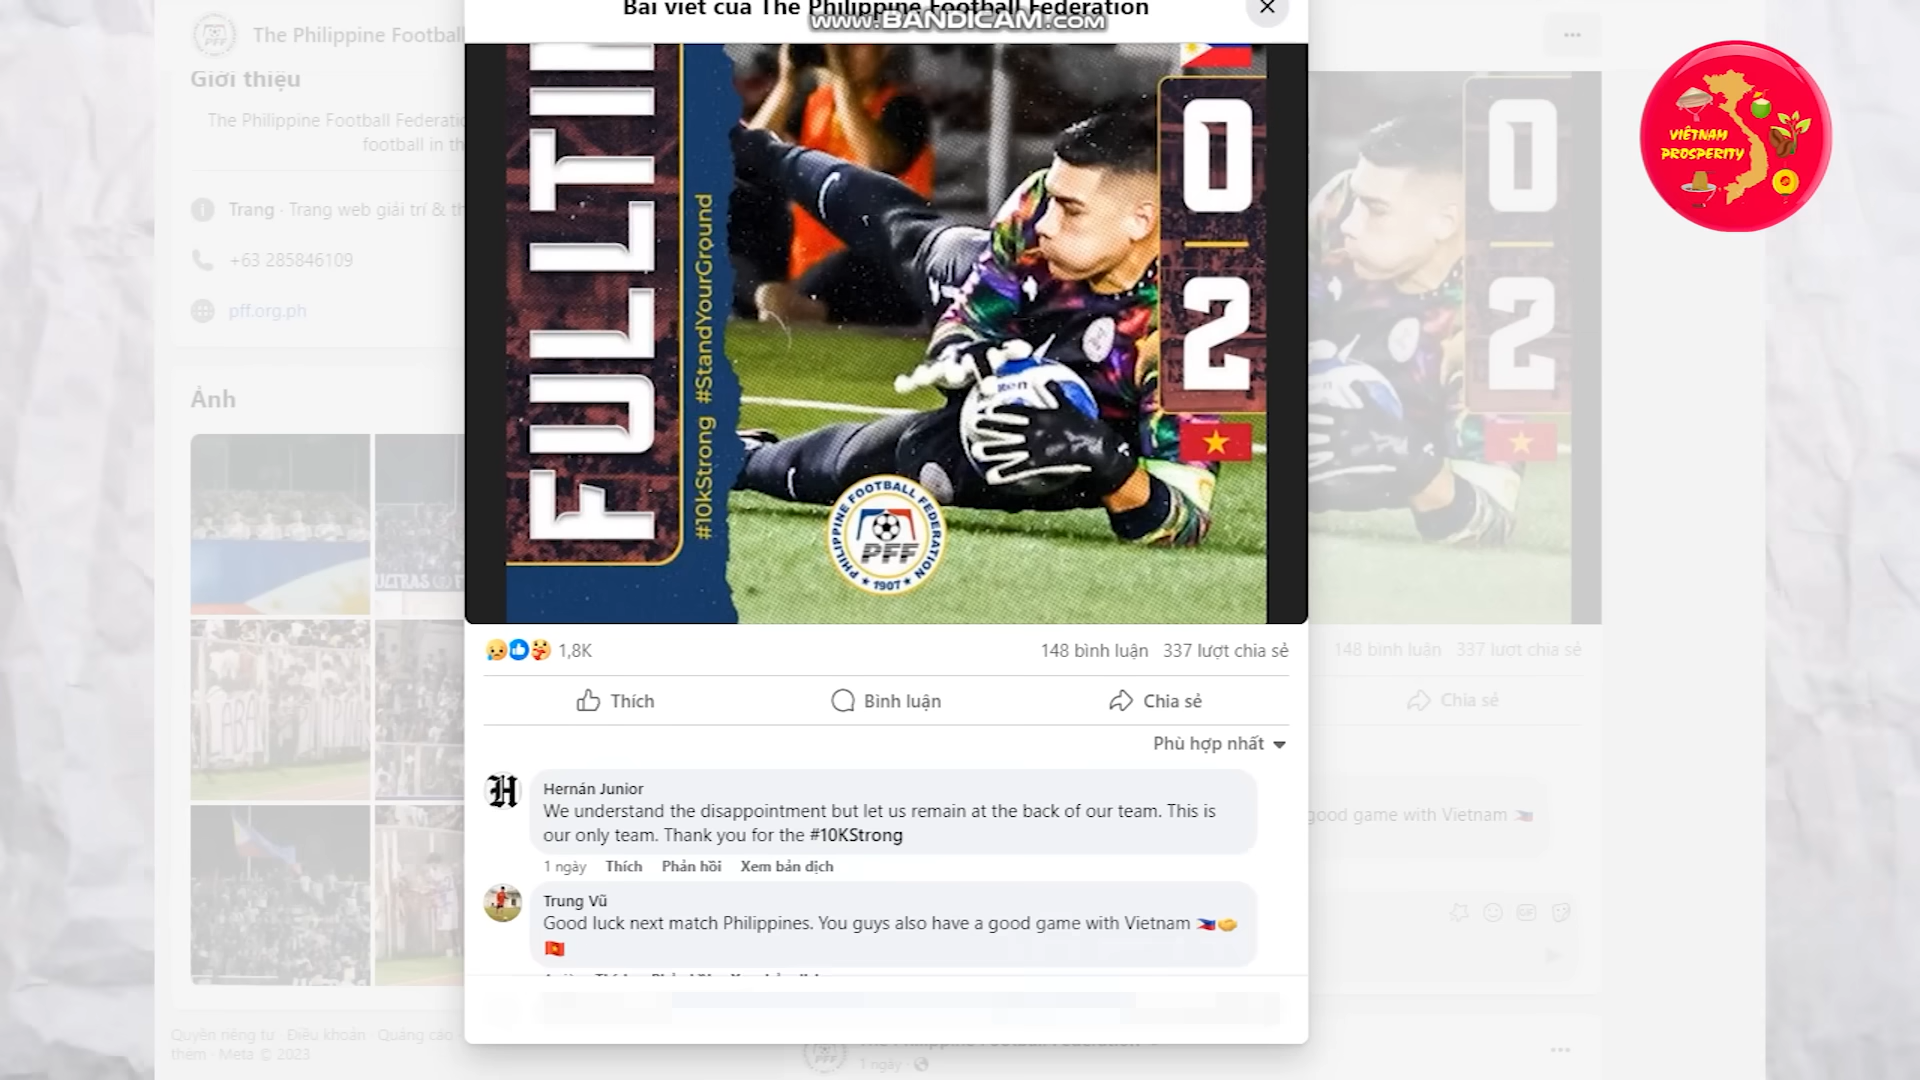 Bài viết của The Philippine Football Federation
WWW.BANDICAM.COM
The Philippine Football
Giới thiệu
The Philippine Football Federatio
football in th
Trang · Trang web giải trí & th
+63 285846109
pff.org.ph
Ảnh
ULTRAS
FULLTI
#10kStrong #StandYourGround
0
2
PHILIPPINE FOOTBALL FEDERATION
PFF
1907
0
2
VIETNAM
PROSPERITY
1,8K
148 bình luận 337 lượt chia sẻ
148 bình luận 337 lượt chia sẻ
Thích
Bình luận
Chia sẻ
Chia sẻ
Phù hợp nhất
Hernán Junior
We understand the disappointment but let us remain at the back of our team. This is
our only team. Thank you for the #10KStrong
1 ngày Thích Phản hồi Xem bản dịch
Trung Vũ
Good luck next match Philippines. You guys also have a good game with Vietnam
good game with Vietnam
GIF
Quyền riêng tư · Điều khoản · Quảng cáo
thêm · Meta © 2023
1 ngày